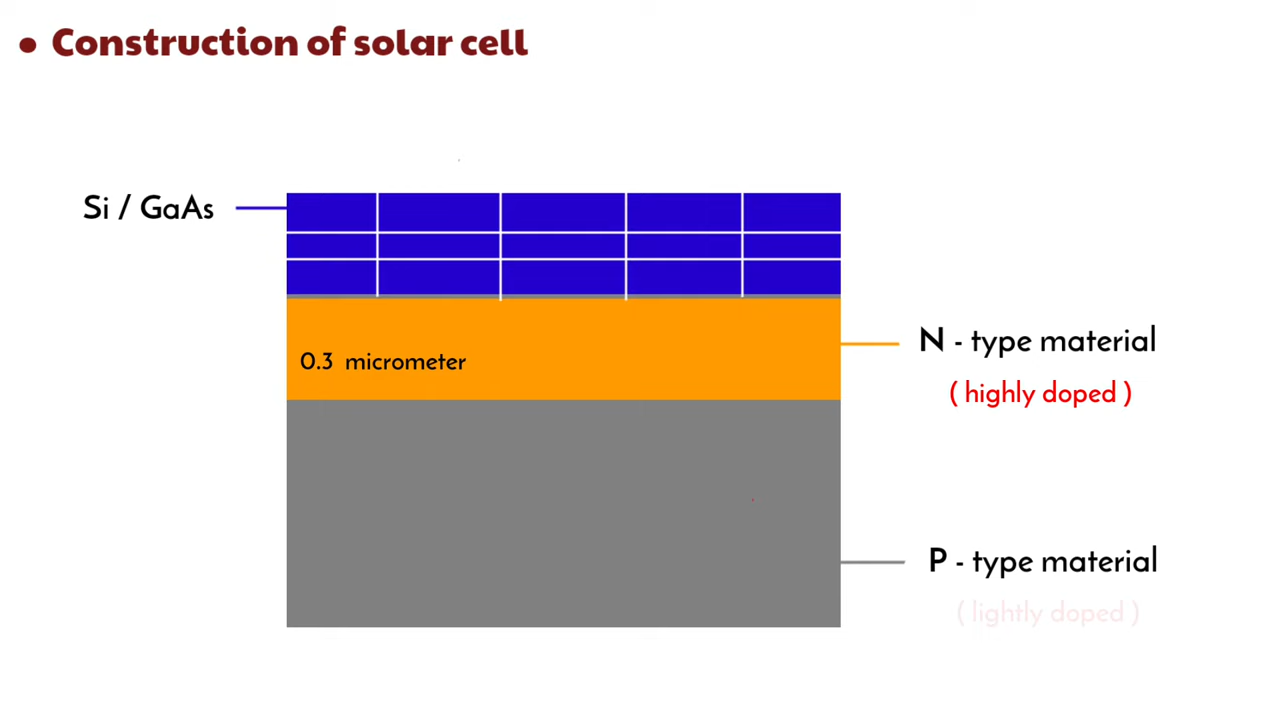 • Construction of solar cell
Si / GaAs
N - type material
0.3 micrometer
( highly doped )
P - type material
( lightly doped )